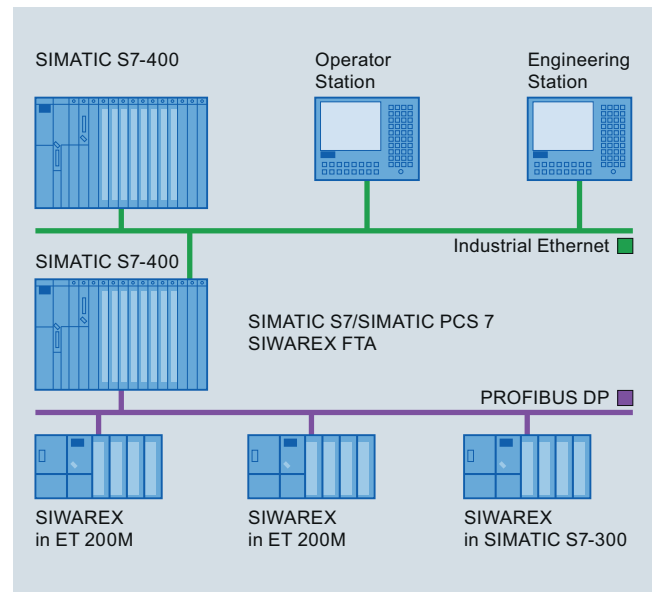 SIMATIC S7-400
Operator
Station
Engineering
Station
Industrial Ethernet
SIMATIC S7-400
SIMATIC S7/SIMATIC PCS 7
SIWAREX FTA
PROFIBUS DP
SIWAREX
in ET 200M
SIWAREX
in ET 200M
SIWAREX
in SIMATIC S7-300